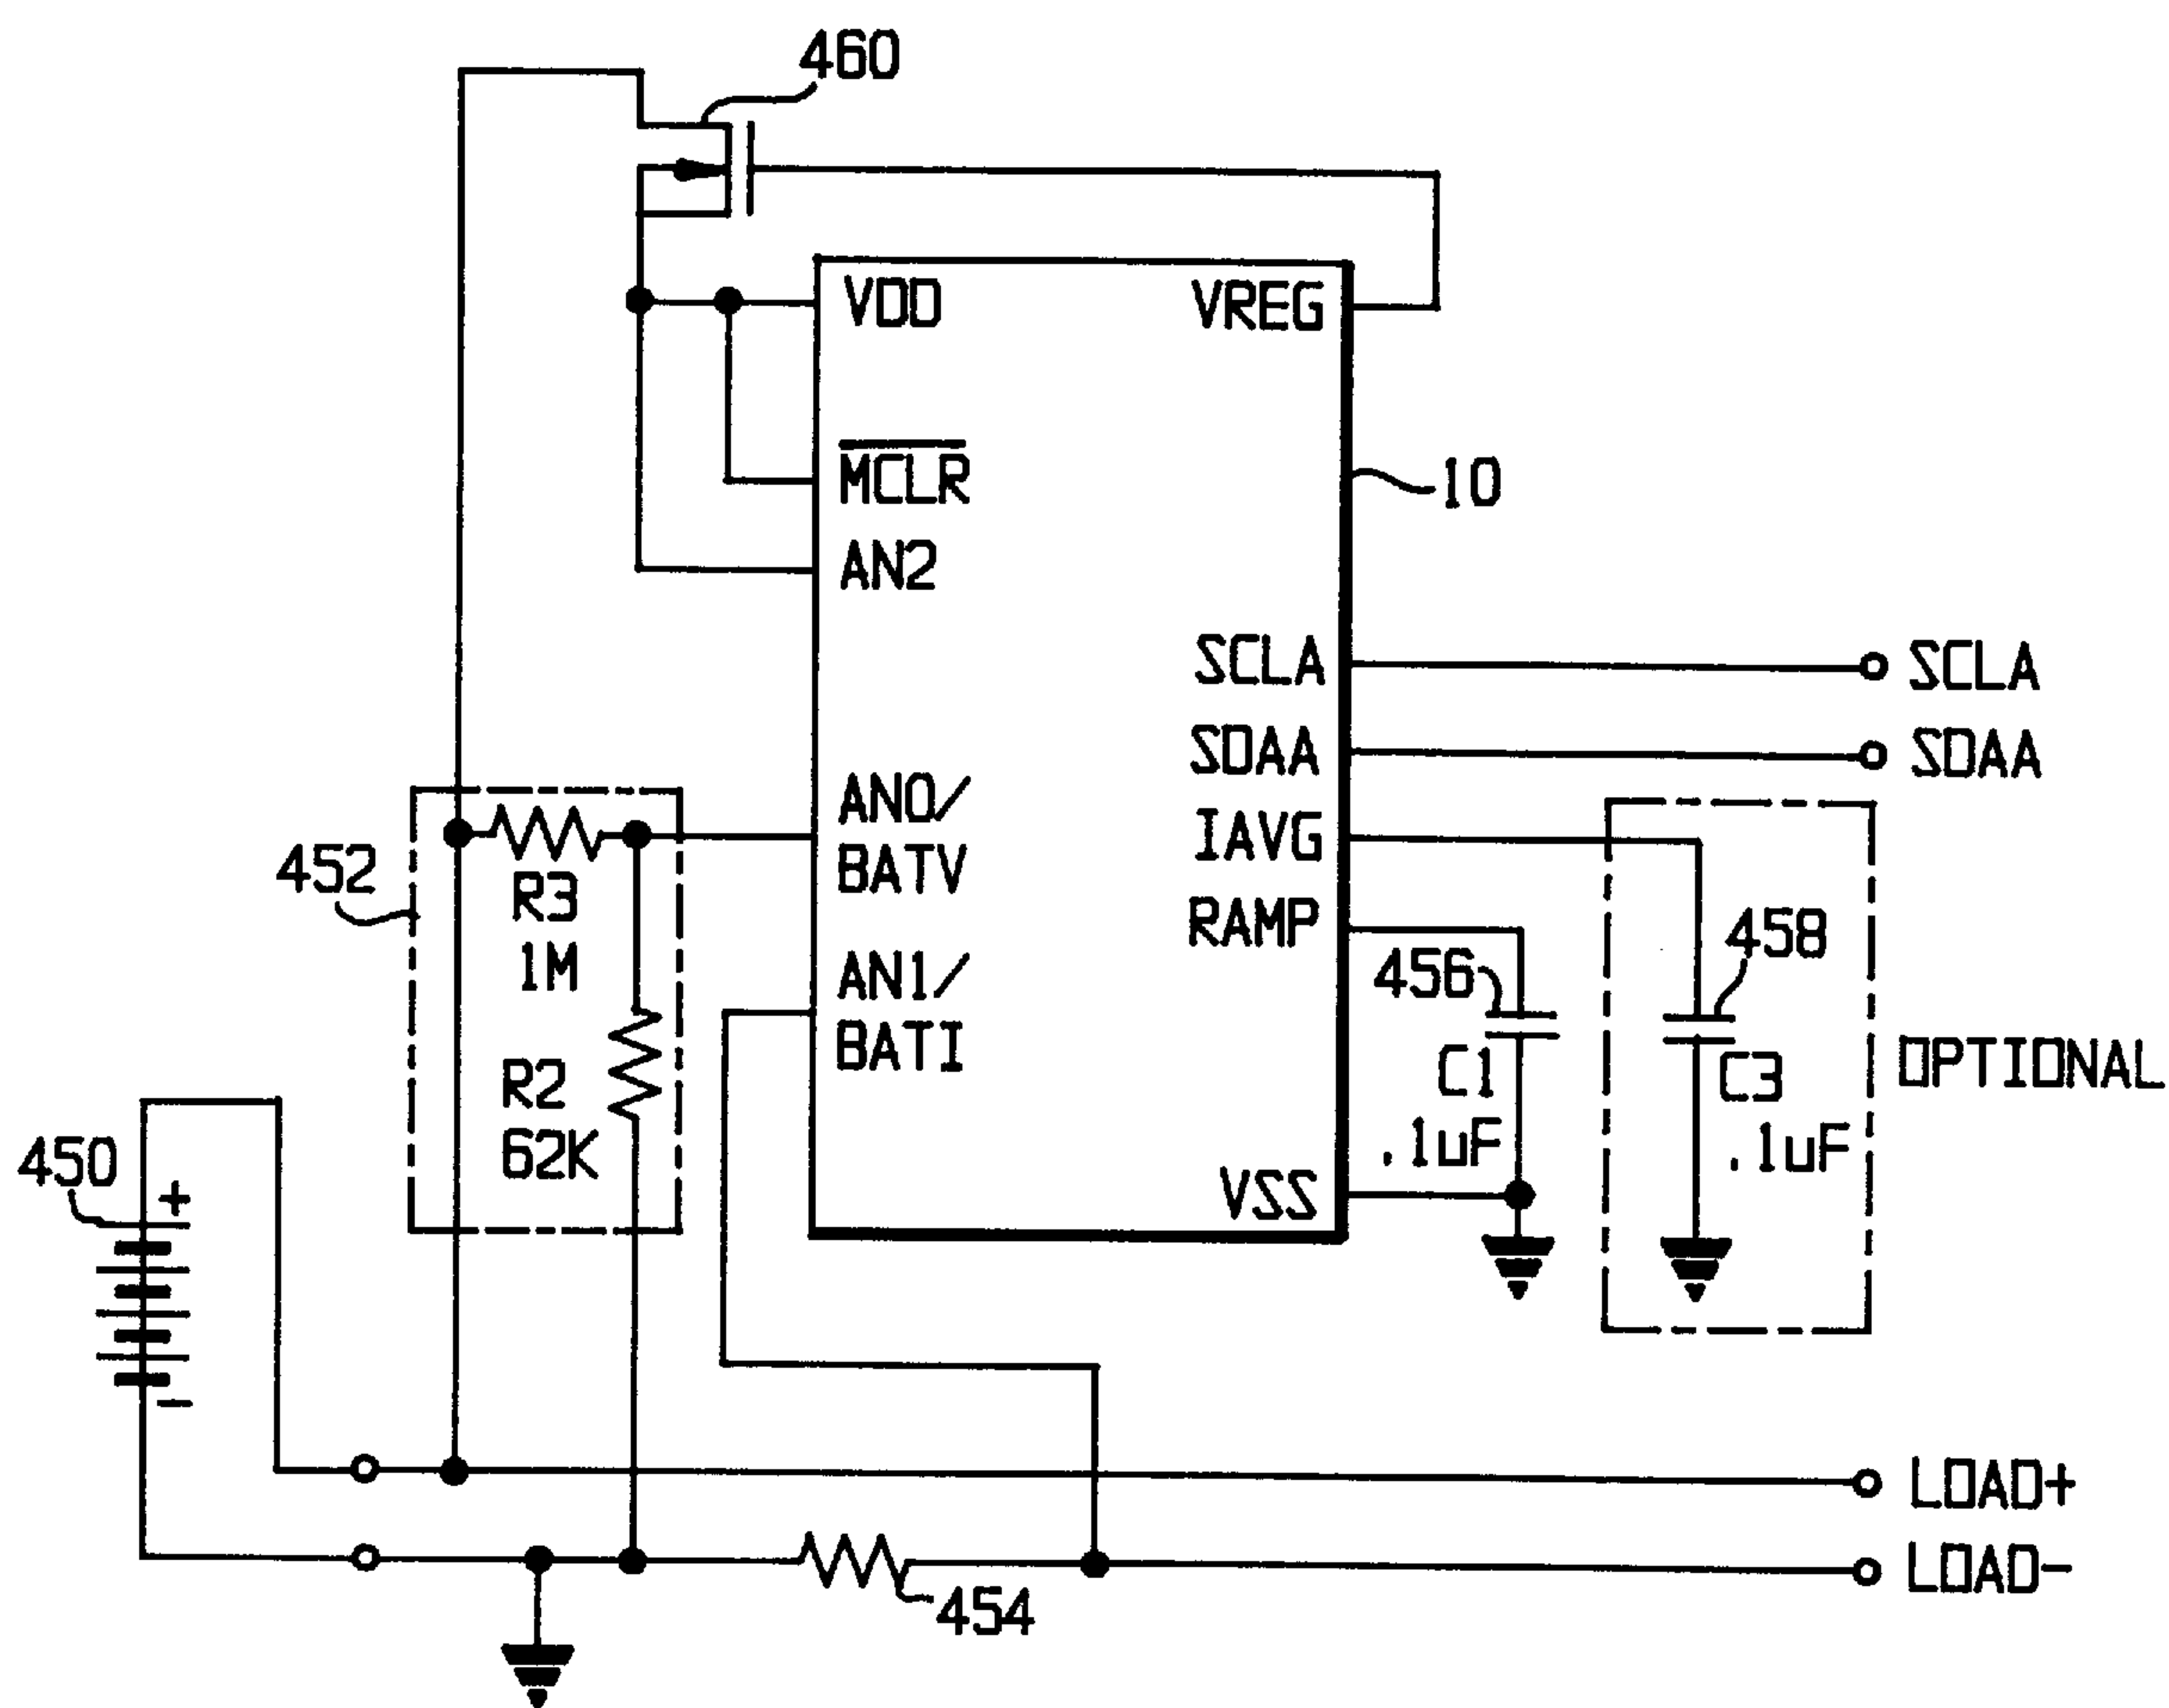 460
VDD
VREG
MCLR
10
AN2
SCLA
SCLA
SDAA
SDAA
AN0/
BATV
IAVG
452
R3
1M
RAMP
458
456
AN1/
BATI
C1
.1uF
C3
.1uF
OPTIONAL
R2
62K
450
+
VSS
-
LOAD+
LOAD-
454